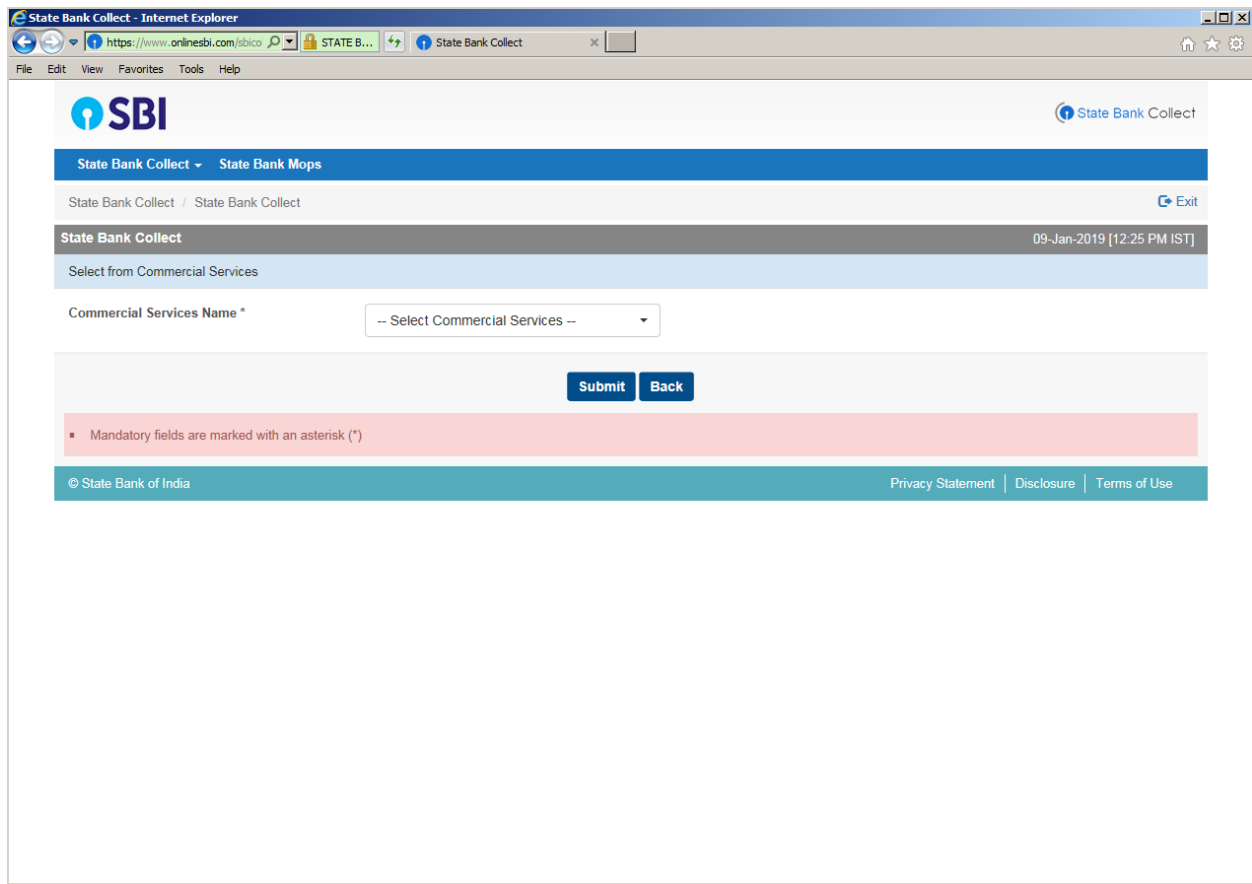 State Bank Collect - Internet Explorer
https://www.onlinesbi.com/sbico STATE B... State Bank Collect
File Edit View Favorites Tools Help
SBI State Bank Collect
State Bank Collect State Bank Mops
State Bank Collect / State Bank Collect Exit
State Bank Collect 09-Jan-2019 [12:25 PM IST]
Select from Commercial Services
Commercial Services Name * -- Select Commercial Services --
Submit Back
Mandatory fields are marked with an asterisk (*)
© State Bank of India Privacy Statement | Disclosure | Terms of Use